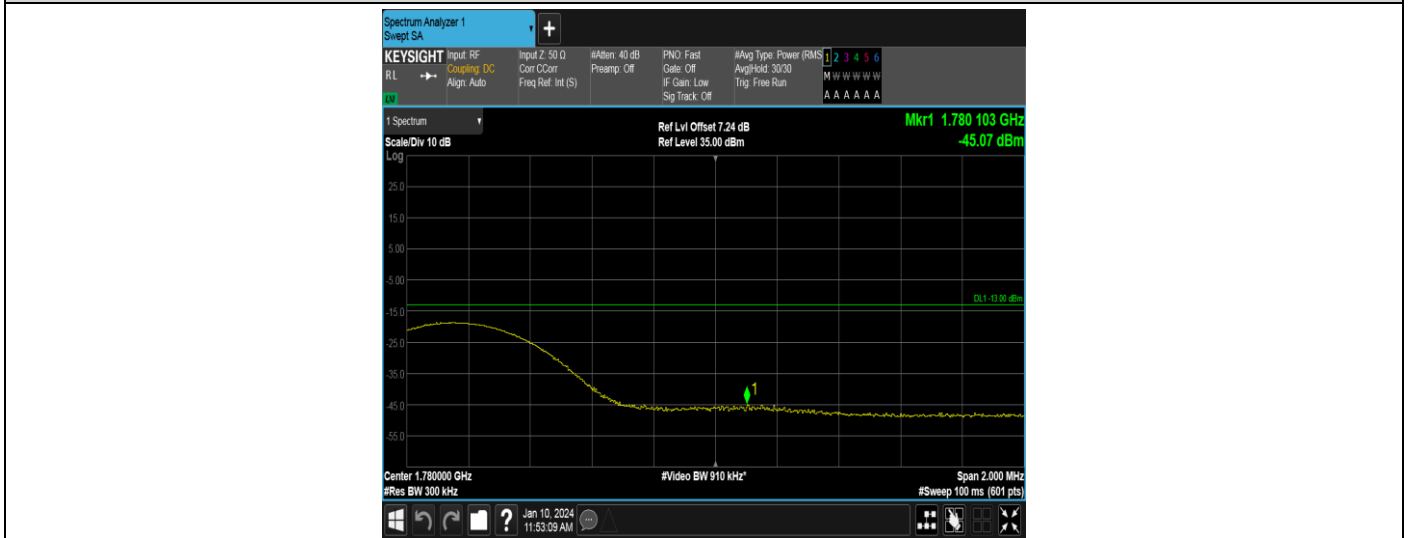 Spectrum Analyzer 1
Swept SA
+
KEYSIGHT Input: RF Input Z: 50 Ω #Atten: 40 dB PNO: Fast #Avg Type: Power (RMS 1 2 3 4 5 6
RL Coupling: DC Corr CCorr Preamp: Off Gate: Off Avg|Hold: 30/30 M W W W W W
Align: Auto Freq Ref: Int (S) IF Gain: Low Trig: Free Run
Sig Track: Off A A A A A A
1 Spectrum
Ref Lvl Offset 7.24 dB
Mkr1 1.780 103 GHz
Scale/Div 10 dB Ref Level 35.00 dBm -45.07 dBm
Log
25.0
15.0
5.00
-5.00
DL1 -13.00 dBm
-15.0
-25.0
-35.0
1
-45.0
-55.0
Center 1.780000 GHz #Video BW 910 kHz* Span 2.000 MHz
#Res BW 300 kHz #Sweep 100 ms (601 pts)
? Jan 10, 2024
11:53:09 AM